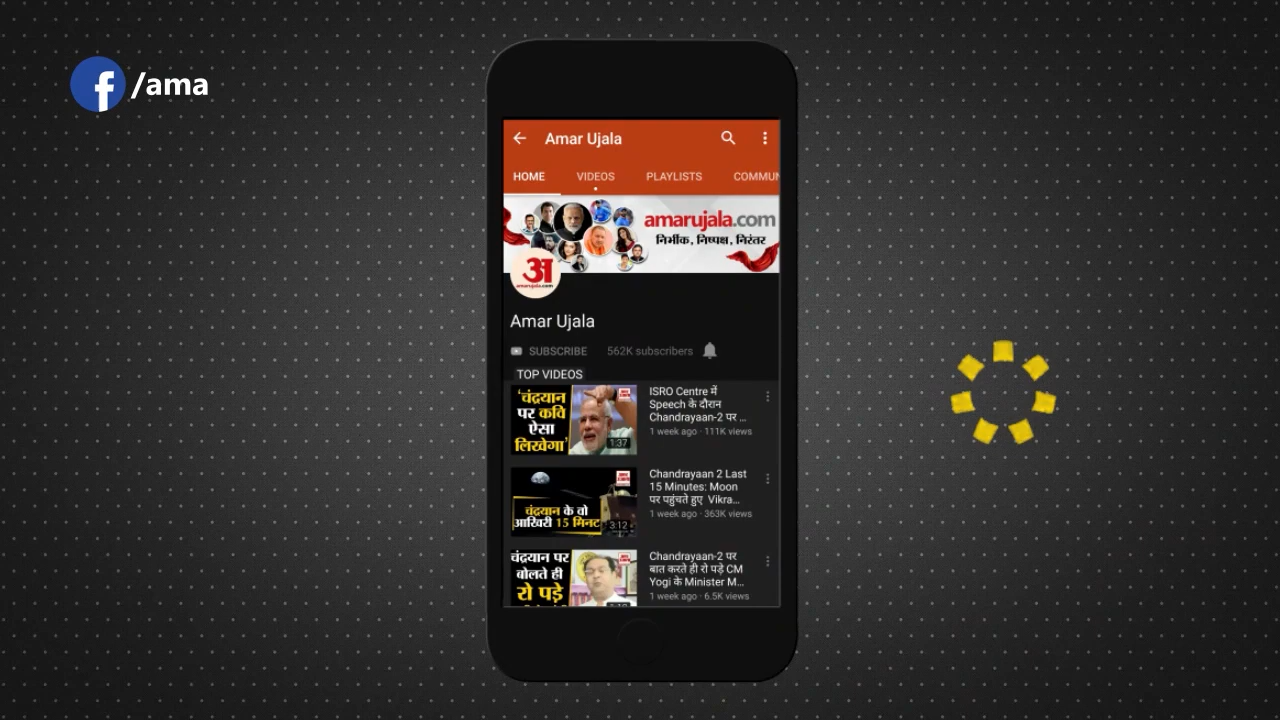 /ama
Amar Ujala
HOME VIDEOS PLAYLISTS COMMUN
amarujala.com
निर्भीक, निष्पक्ष, निरंतर
अ
amarujala.com
Amar Ujala
SUBSCRIBE 562K subscribers
TOP VIDEOS
'चंद्रयान
पर कवि
ऐसा
लिखेगा'
1:37
ISRO Centre में
Speech के दौरान
Chandrayaan-2 पर ...
1 week ago · 111K views
चंद्रयान के वो
आखिरी 15 मिनट
3:12
Chandrayaan 2 Last
15 Minutes: Moon
पर पहुंचते हुए Vikra...
1 week ago · 363K views
चंद्रयान पर
बोलते ही
रो पड़े
Chandrayaan-2 पर
बात करते ही रो पड़े CM
Yogi के Minister M...
1 week ago · 6.5K views